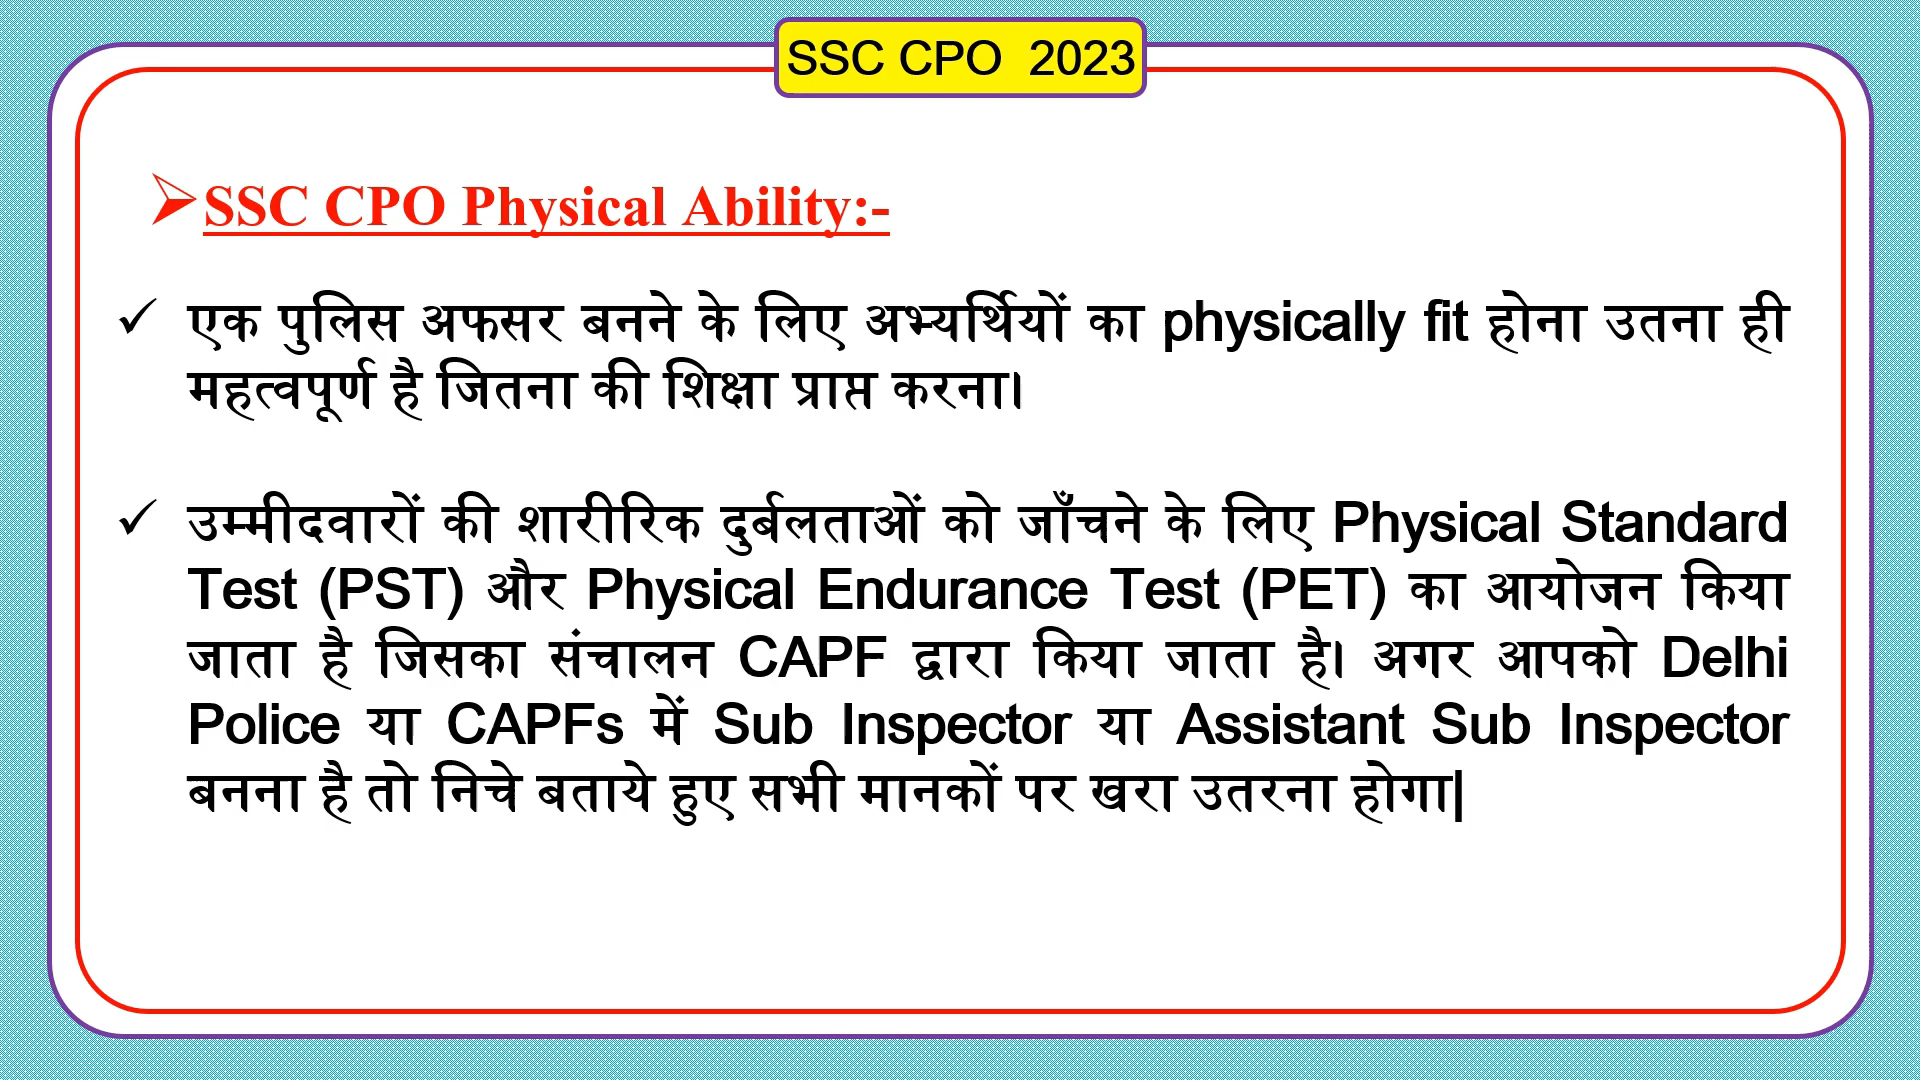 SSC CPO  2023
SSC CPO Physical Ability:-
एक पुलिस अफसर बनने के लिए अभ्यर्थियों का physically fit होना उतना ही
महत्वपूर्ण है जितना की शिक्षा प्राप्त करना।
उम्मीदवारों की शारीरिक दुर्बलताओं को जाँचने के लिए Physical Standard
Test (PST) और Physical Endurance Test (PET) का आयोजन किया
जाता है जिसका संचालन CAPF द्वारा किया जाता है। अगर आपको Delhi
Police या CAPFs में Sub Inspector या Assistant Sub Inspector
बनना है तो निचे बताये हुए सभी मानकों पर खरा उतरना होगा|